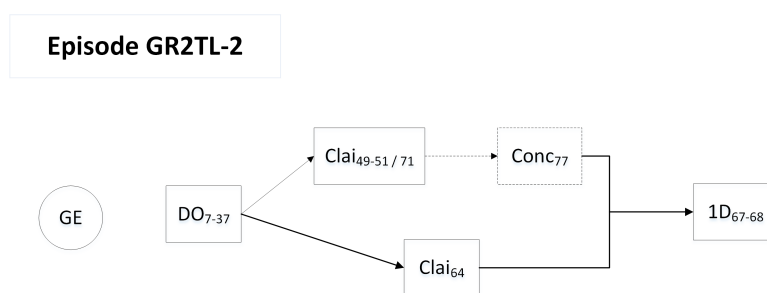 Episode GR2TL-2
Clai49-51 / 71
Conc77
GE
DO7-37
1D67-68
Clai64